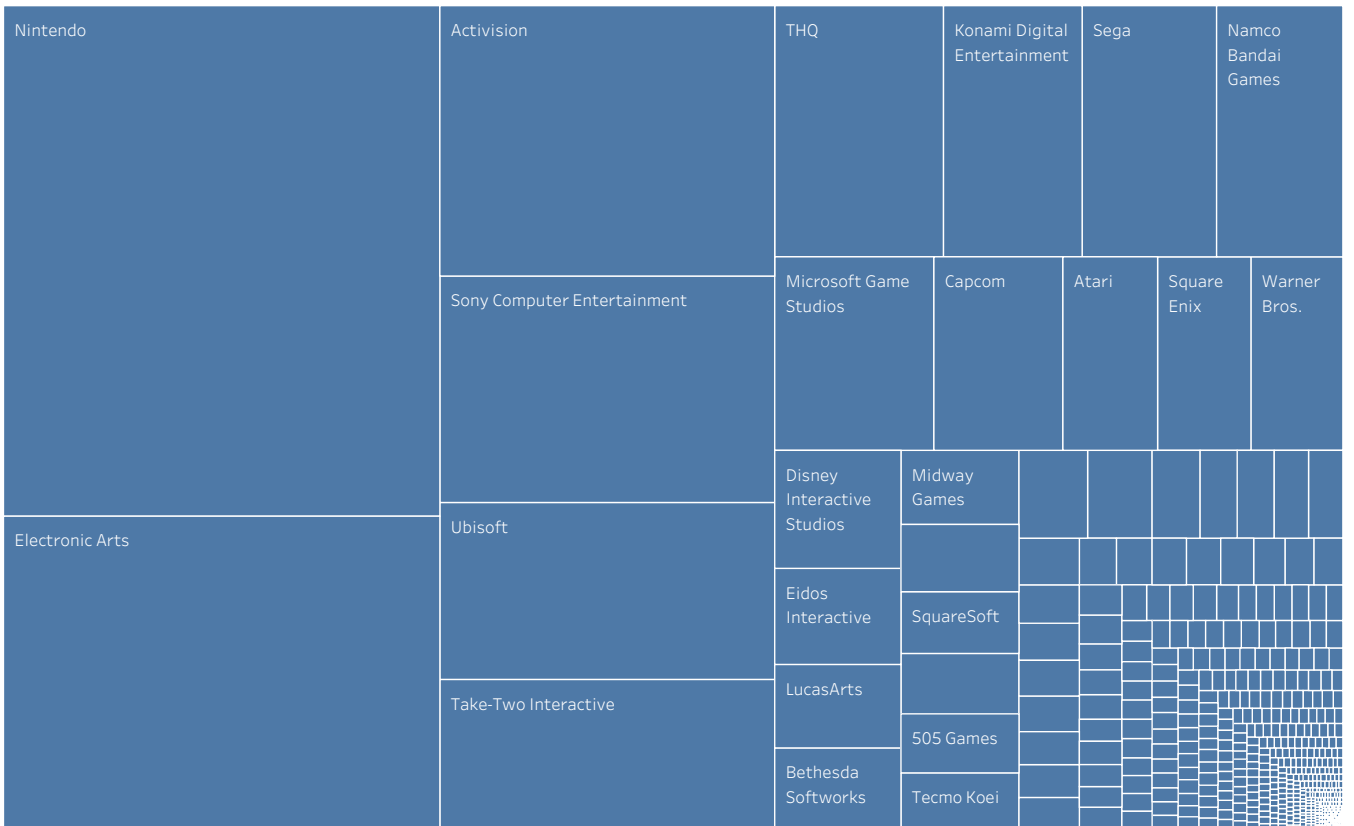 Nintendo
Electronic Arts
Activision
Sony Computer Entertainment
Ubisoft
Take-Two Interactive
THQ
Konami Digital
Entertainment
Sega
Namco
Bandai
Games
Microsoft Game
Studios
Capcom
Atari
Square
Enix
Warner
Bros.
Disney
Interactive
Studios
Eidos
Interactive
LucasArts
Bethesda
Softworks
Midway
Games
SquareSoft
505 Games
Tecmo Koei